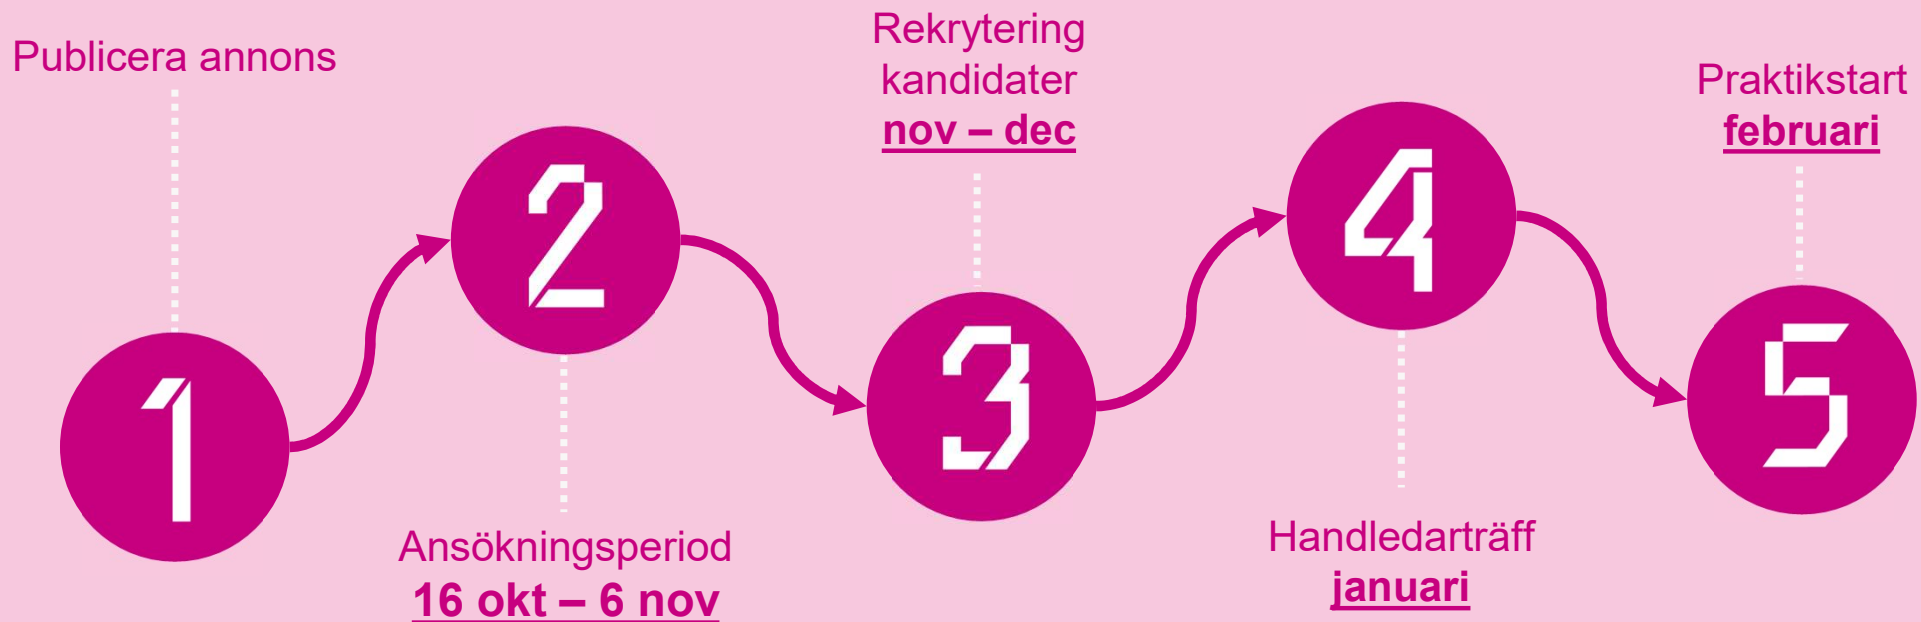 Publicera annons
1
2
Ansökningsperiod
16 okt – 6 nov
Rekrytering
kandidater
nov – dec
3
4
Handledarträff
januari
Praktikstart
februari
5